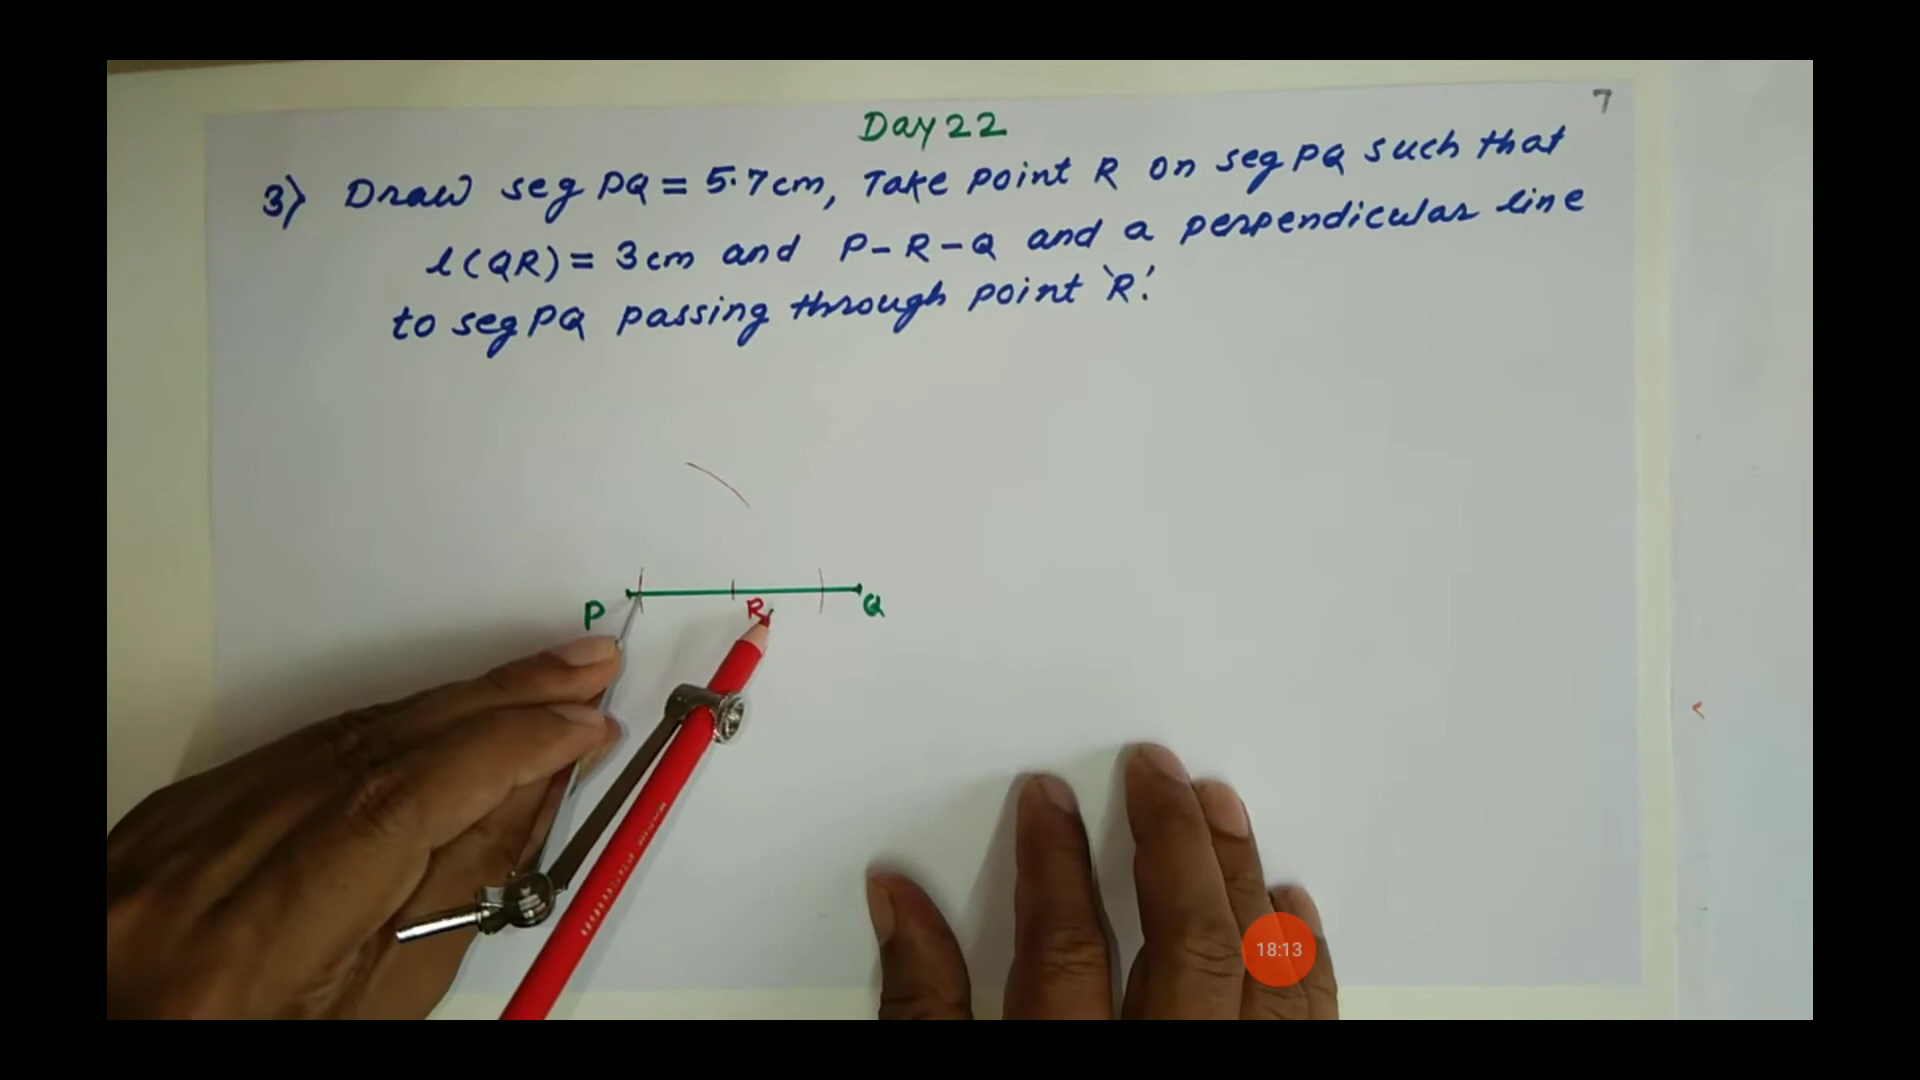 7
Day 22
3) Draw seg PQ = 5.7cm, Take point R on seg PQ such that
l(QR) = 3cm and P-R-Q and a perpendicular line
to seg PQ passing through point `R'.
P
R
Q
18:13